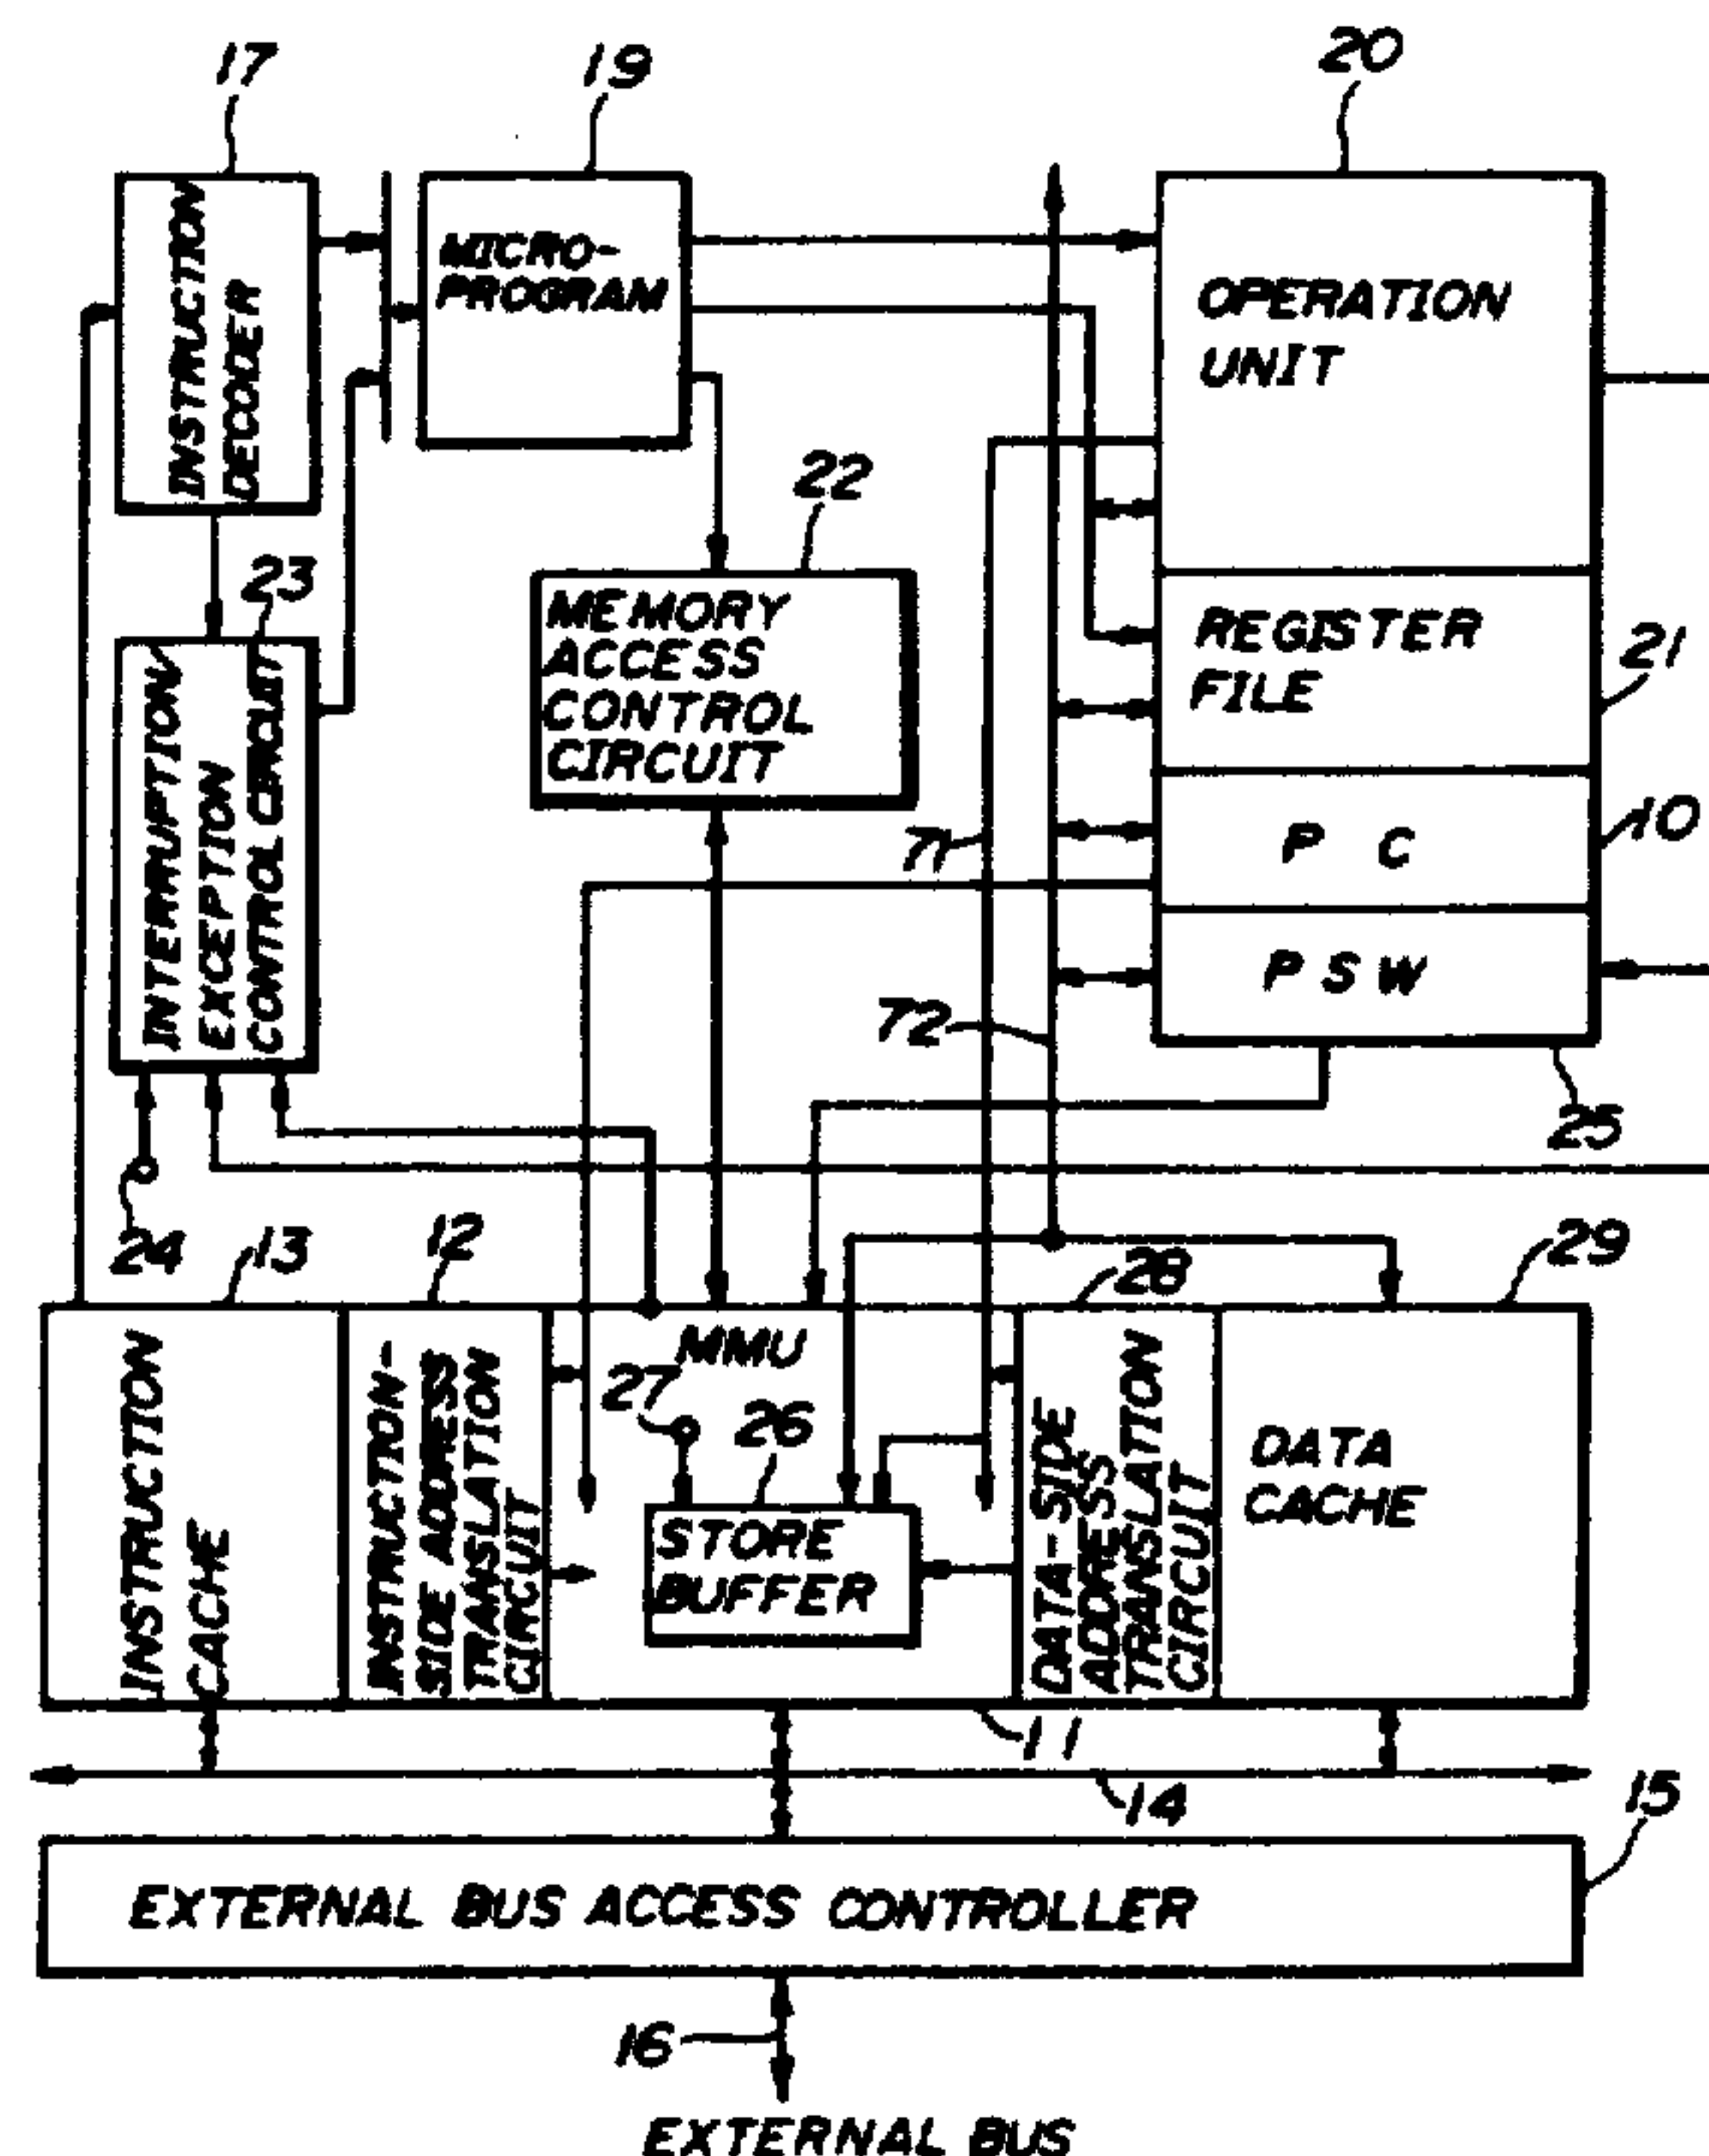 17
19
20
INSTRUCTION
DECODER
MICRO-
PROGRAM
OPERATION
UNIT
22
23
MEMORY
ACCESS
CONTROL
CIRCUIT
REGISTER
FILE
21
INTERRUPTION/
EXCEPTION
CONTROL CIRCUIT
71
P C
10
PSW
72
25
24
13
12
28
29
INSTRUCTION
CACHE
INSTRUCTION-
SIDE ADDRESS
TRANSLATION
CIRCUIT
MMU
27
26
STORE
BUFFER
DATA-SIDE
ADDRESS
TRANSLATION
CIRCUIT
DATA
CACHE
11
14
15
EXTERNAL BUS ACCESS CONTROLLER
16
EXTERNAL BUS